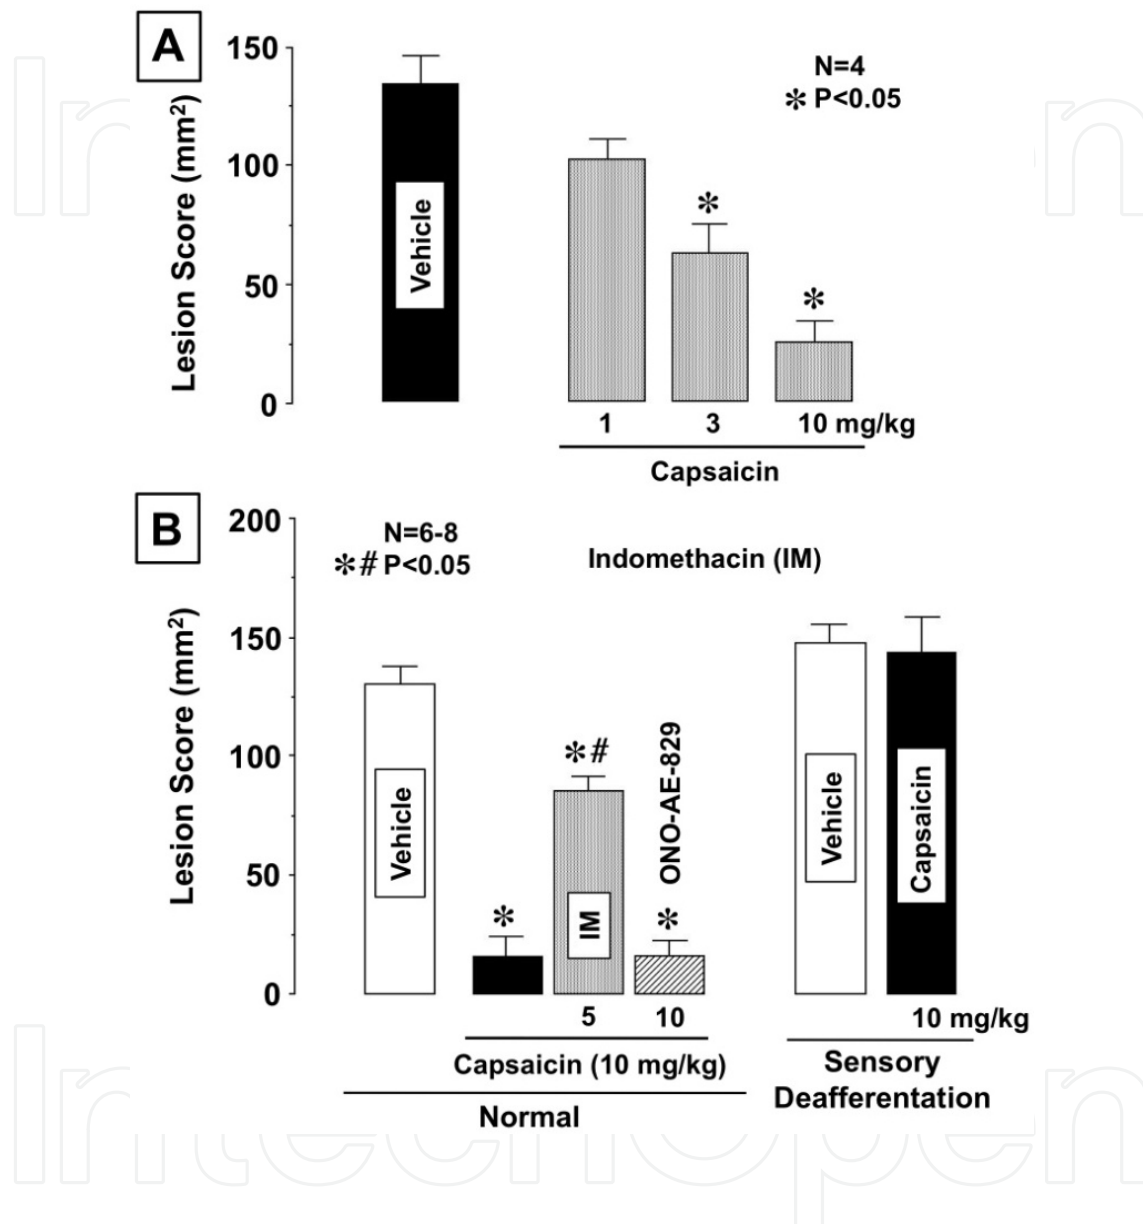 A
150
100
50
0
Lesion Score (mm²)
N=4
* P<0.05
Vehicle
*
*
1 3 10 mg/kg
Capsaicin
B
200
150
100
50
0
Lesion Score (mm²)
N=6-8
*# P<0.05
Indomethacin (IM)
Vehicle
*
*#
IM
ONO-AE-829
*
Vehicle
Capsaicin
5 10
10 mg/kg
Capsaicin (10 mg/kg)
Normal
Sensory
Deafferentation